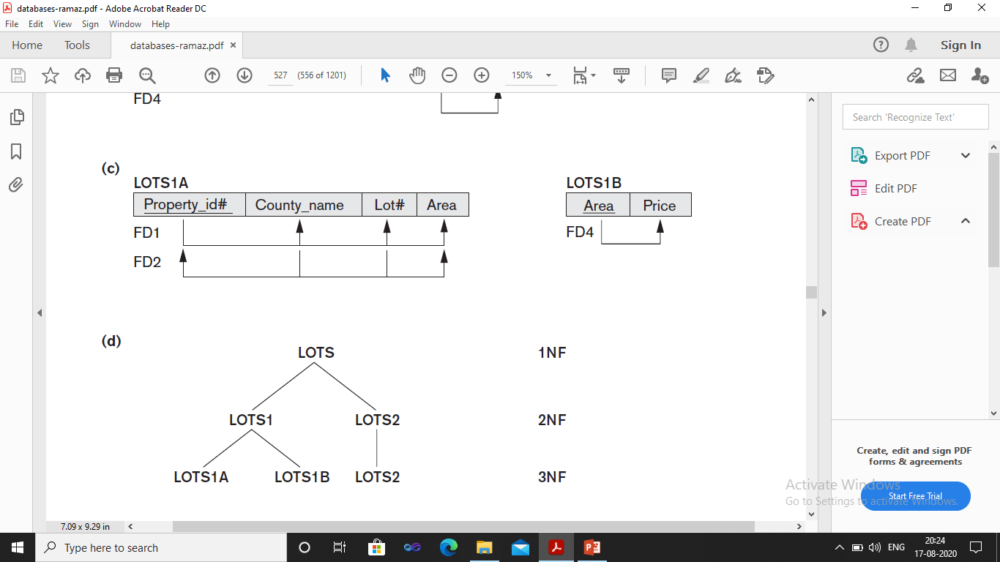 databases-ramaz.pdf - Adobe Acrobat Reader DC
File Edit View Sign Window Help
Home Tools databases-ramaz.pdf × ? Sign In
527 (556 of 1201) 150%
FD4
Search 'Recognize Text'
Export PDF
Edit PDF
Create PDF
(c)
LOTS1A LOTS1B
Property_id# County_name Lot# Area Area Price
FD1 FD4
FD2
(d)
LOTS 1NF
LOTS1 LOTS2 2NF
LOTS1A LOTS1B LOTS2 3NF
Create, edit and sign PDF
forms & agreements
Start Free Trial
Activate Windows
Go to Settings to activate Windows.
7.09 x 9.29 in
Type here to search
ENG
20:24
17-08-2020